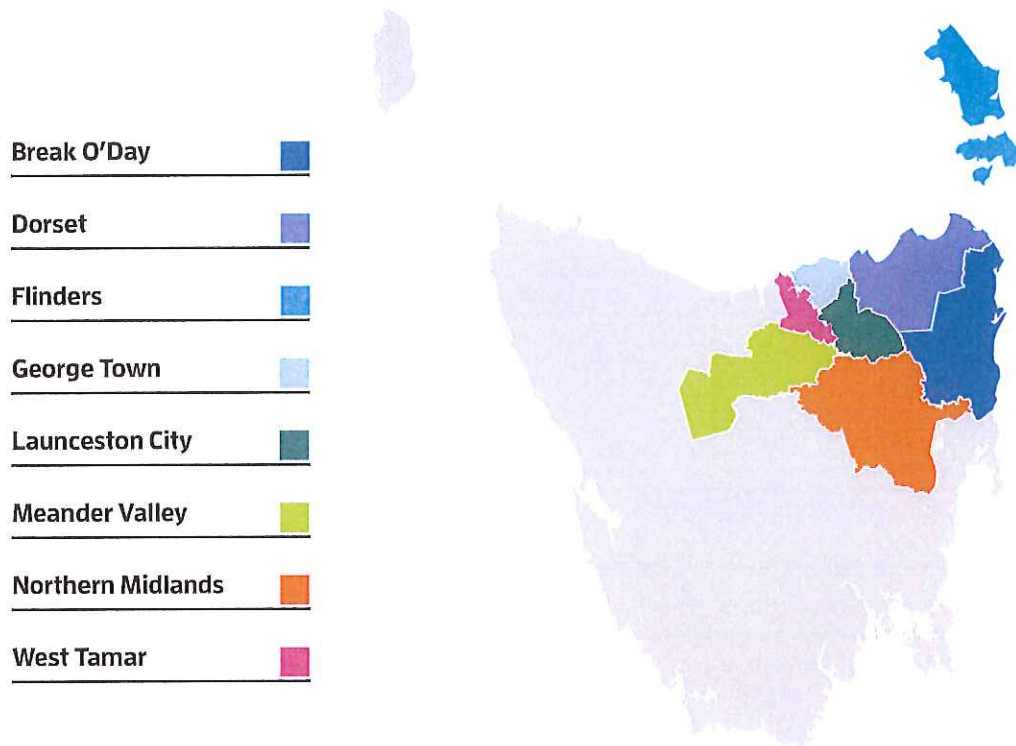 Break O'Day
Dorset
Flinders
George Town
Launceston City
Meander Valley
Northern Midlands
West Tamar